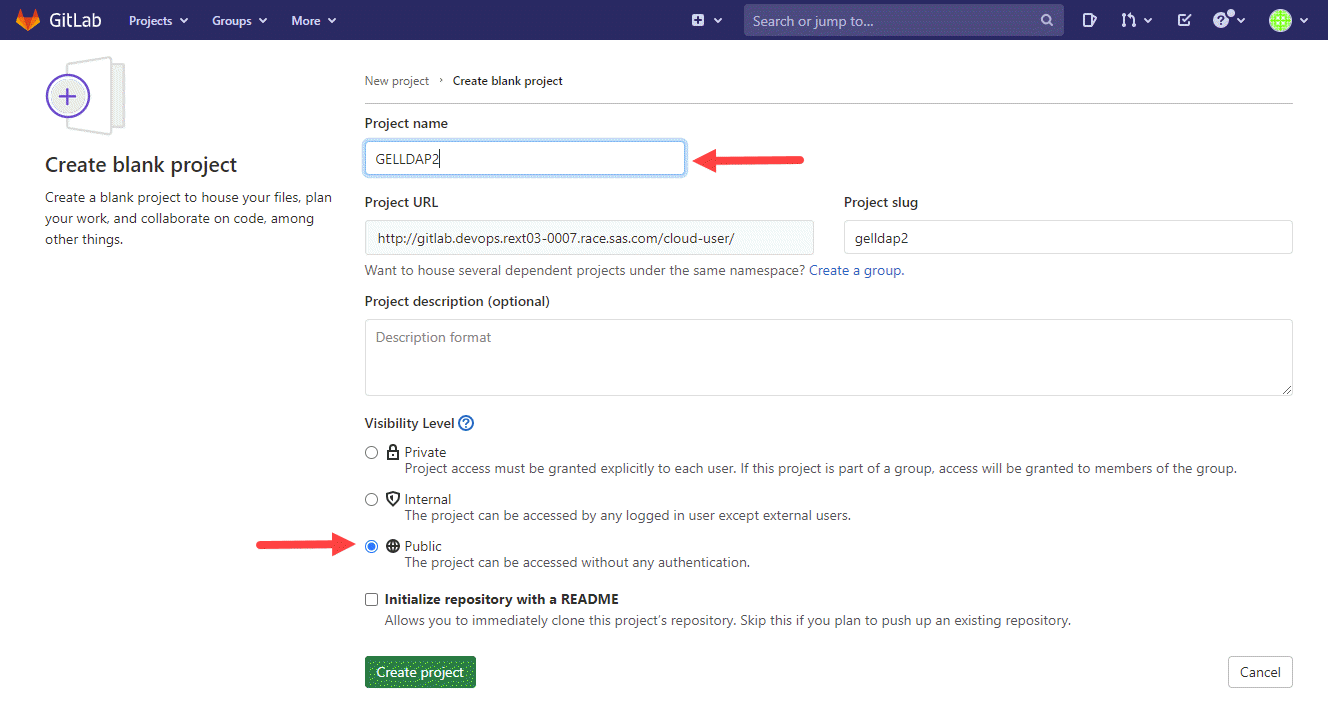 GitLab Projects Groups More Search or jump to...
New project › Create blank project
Project name
GELLDAP2
Create blank project
Create a blank project to house your files, plan
your work, and collaborate on code, among
other things.
Project URL Project slug
http://gitlab.devops.rext03-0007.race.sas.com/cloud-user/ gelldap2
Want to house several dependent projects under the same namespace? Create a group.
Project description (optional)
Description format
Visibility Level ?
Private
Project access must be granted explicitly to each user. If this project is part of a group, access will be granted to members of the group.
Internal
The project can be accessed by any logged in user except external users.
Public
The project can be accessed without any authentication.
Initialize repository with a README
Allows you to immediately clone this project's repository. Skip this if you plan to push up an existing repository.
Create project Cancel